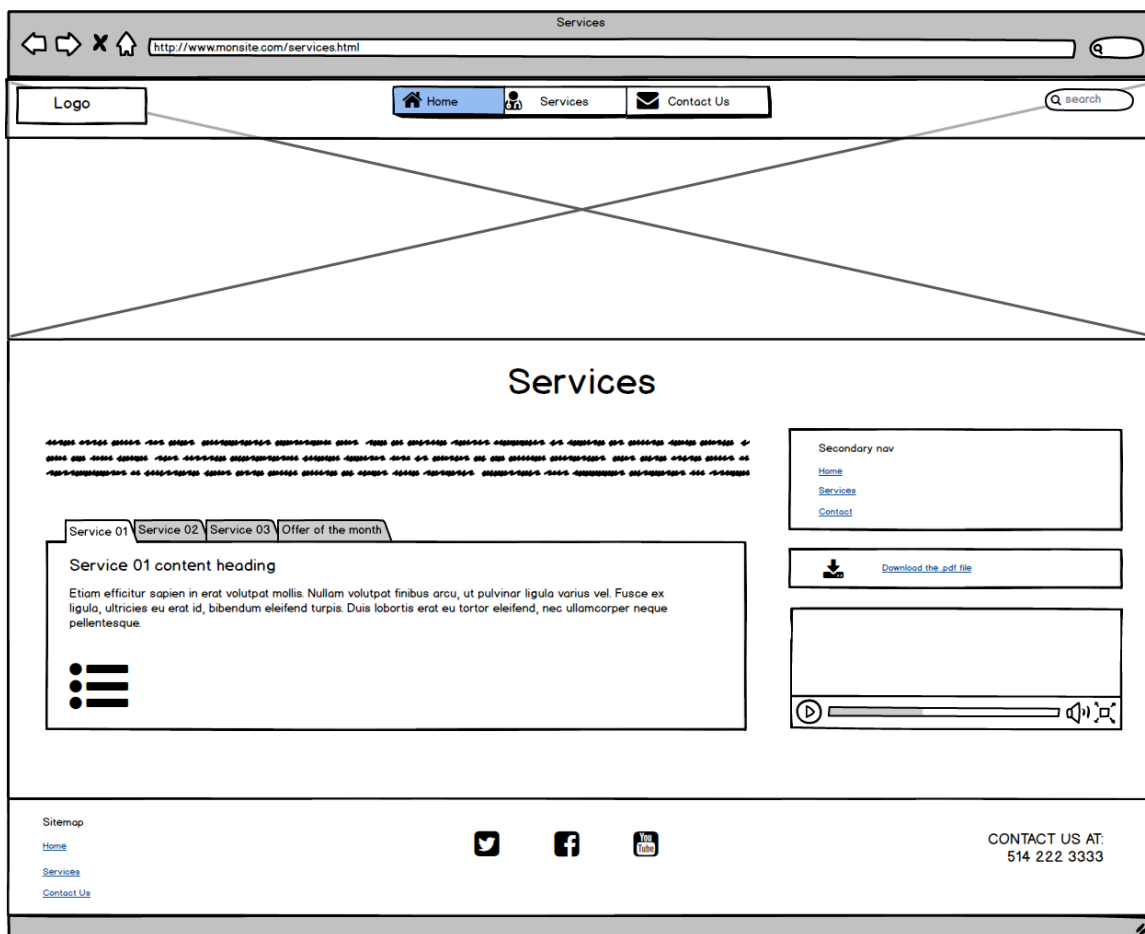 Services
http://www.monsite.com/services.html
Logo
Home
Services
Contact Us
search
Services
Secondary nav
Home
Services
Contact
Service 01
Service 02
Service 03
Offer of the month
Service 01 content heading
Etiam efficitur sapien in erat volutpat mollis. Nullam volutpat finibus arcu, ut pulvinar ligula varius vel. Fusce ex
ligula, ultricies eu erat id, bibendum eleifend turpis. Duis lobortis erat eu tortor eleifend, nec ullamcorper neque
pellentesque.
Download the .pdf file
Sitemap
Home
Services
Contact Us
You
Tube
CONTACT US AT:
514 222 3333